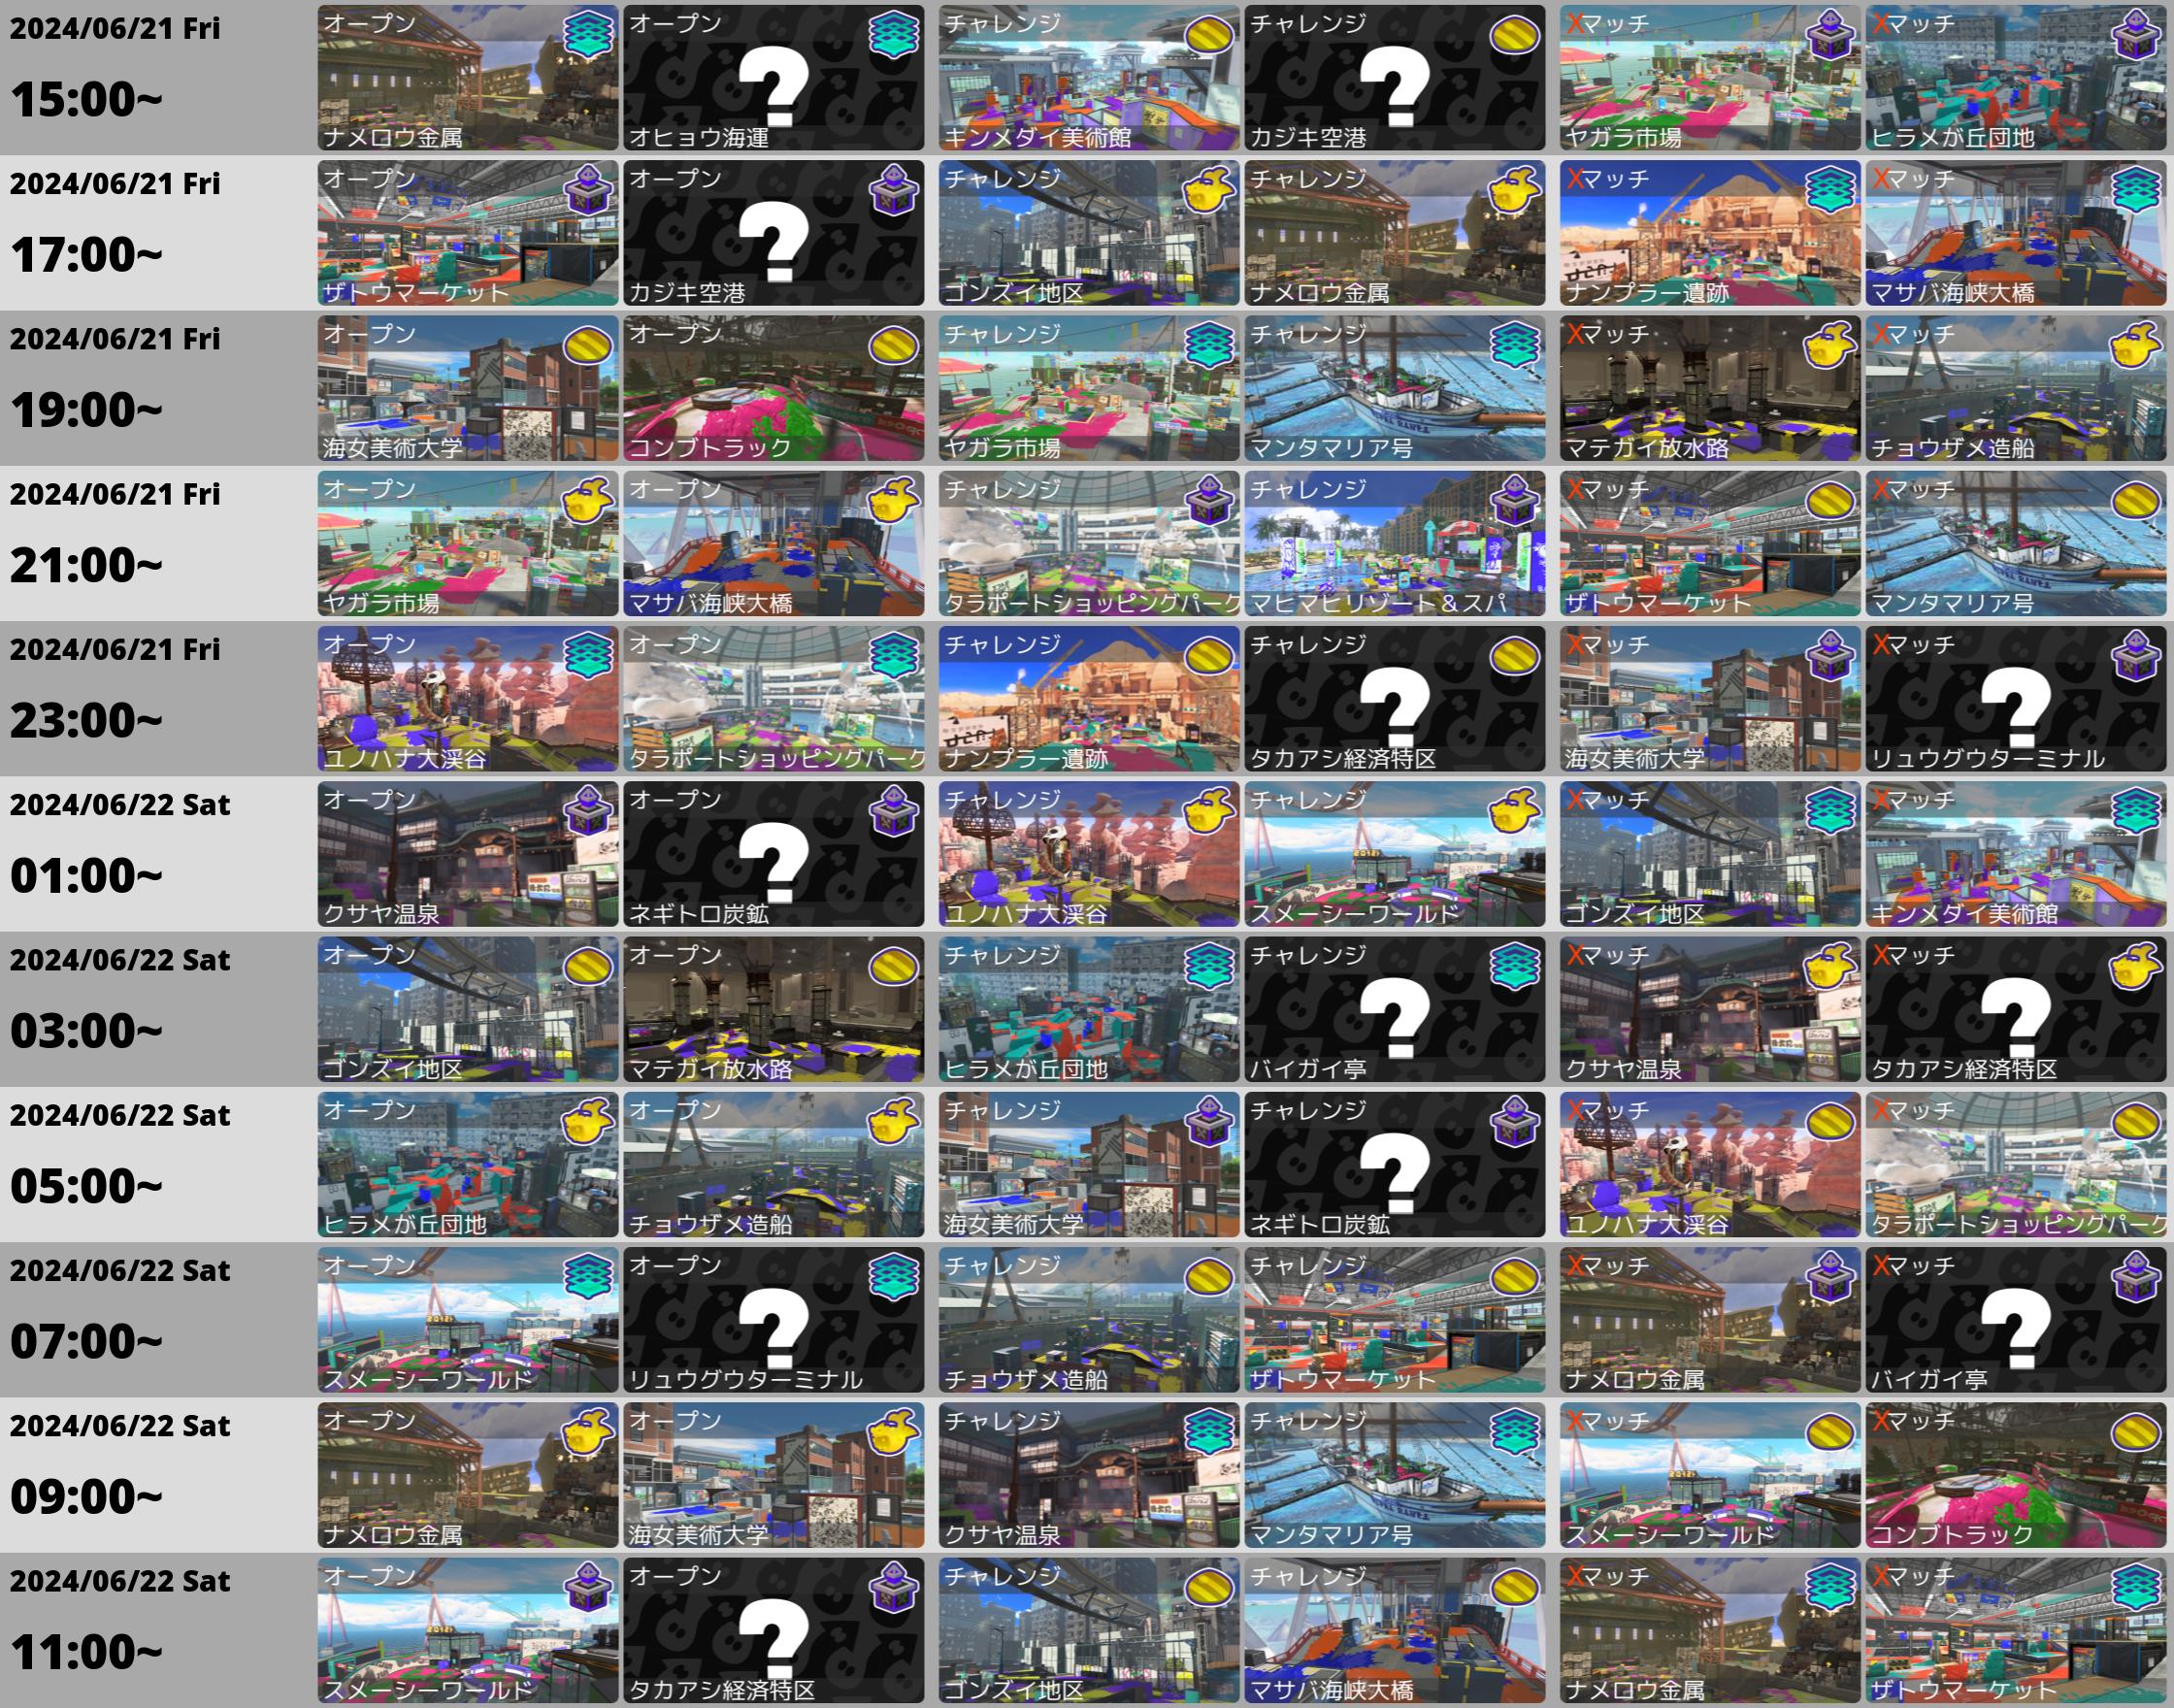 2024/06/21 Fri
15:00~
オープン
ナメロウ金属
オープン
オヒョウ海運
チャレンジ
キンメダイ美術館
チャレンジ
カジキ空港
Xマッチ
ヤガラ市場
Xマッチ
ヒラメが丘団地
2024/06/21 Fri
17:00~
オープン
ザトウマーケット
オープン
カジキ空港
チャレンジ
ゴンズイ地区
チャレンジ
ナメロウ金属
Xマッチ
ナンプラー遺跡
Xマッチ
マサバ海峡大橋
2024/06/21 Fri
19:00~
オープン
海女美術大学
オープン
コンブトラック
チャレンジ
ヤガラ市場
チャレンジ
マンタマリア号
Xマッチ
マテガイ放水路
Xマッチ
チョウザメ造船
2024/06/21 Fri
21:00~
オープン
ヤガラ市場
オープン
マサバ海峡大橋
チャレンジ
タラポートショッピングパーク
チャレンジ
マヒマヒリゾート＆スパ
Xマッチ
ザトウマーケット
Xマッチ
マンタマリア号
2024/06/21 Fri
23:00~
オープン
ユノハナ大渓谷
オープン
タラポートショッピングパーク
チャレンジ
ナンプラー遺跡
チャレンジ
タカアシ経済特区
Xマッチ
海女美術大学
Xマッチ
リュウグウターミナル
2024/06/22 Sat
01:00~
オープン
クサヤ温泉
オープン
ネギトロ炭鉱
チャレンジ
ユノハナ大渓谷
チャレンジ
スメーシーワールド
Xマッチ
ゴンズイ地区
Xマッチ
キンメダイ美術館
2024/06/22 Sat
03:00~
オープン
ゴンズイ地区
オープン
マテガイ放水路
チャレンジ
ヒラメが丘団地
チャレンジ
バイガイ亭
Xマッチ
クサヤ温泉
Xマッチ
タカアシ経済特区
2024/06/22 Sat
05:00~
オープン
ヒラメが丘団地
オープン
チョウザメ造船
チャレンジ
海女美術大学
チャレンジ
ネギトロ炭鉱
Xマッチ
ユノハナ大渓谷
Xマッチ
タラポートショッピングパーク
2024/06/22 Sat
07:00~
オープン
スメーシーワールド
オープン
リュウグウターミナル
チャレンジ
チョウザメ造船
チャレンジ
ザトウマーケット
Xマッチ
ナメロウ金属
Xマッチ
バイガイ亭
2024/06/22 Sat
09:00~
オープン
ナメロウ金属
オープン
海女美術大学
チャレンジ
クサヤ温泉
チャレンジ
マンタマリア号
Xマッチ
スメーシーワールド
Xマッチ
コンブトラック
2024/06/22 Sat
11:00~
オープン
スメーシーワールド
オープン
タカアシ経済特区
チャレンジ
ゴンズイ地区
チャレンジ
マサバ海峡大橋
Xマッチ
ナメロウ金属
Xマッチ
ザトウマーケット